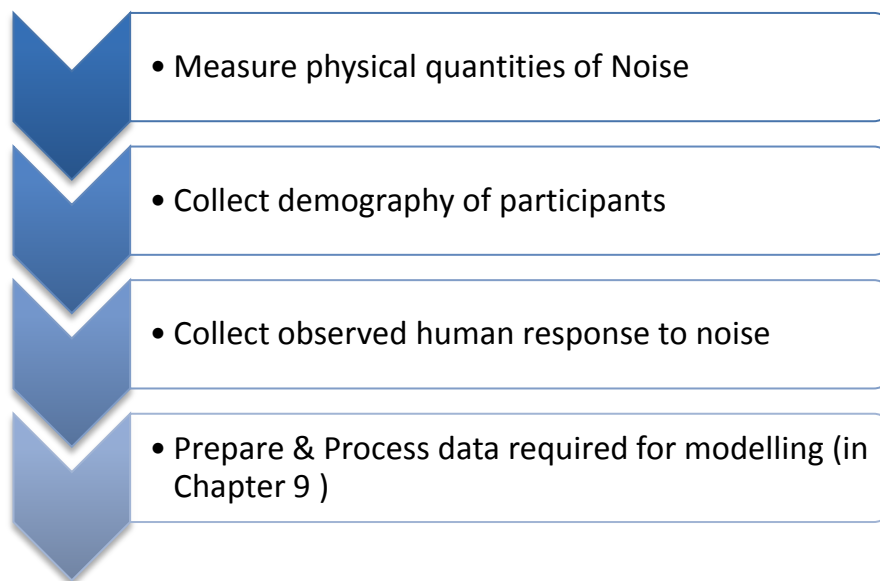 • Measure physical quantities of Noise
• Collect demography of participants
• Collect observed human response to noise
• Prepare & Process data required for modelling (in
Chapter 9 )